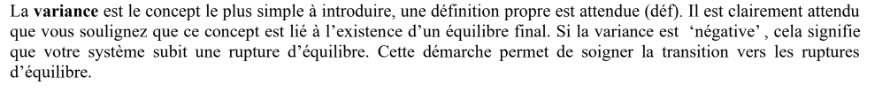 La variance est le concept le plus simple à introduire, une définition propre est attendue (déf). Il est clairement attendu
que vous soulignez que ce concept est lié à l'existence d'un équilibre final. Si la variance est ‘négative’ , cela signifie
que votre système subit une rupture d'équilibre. Cette démarche permet de soigner la transition vers les ruptures
d'équilibre.